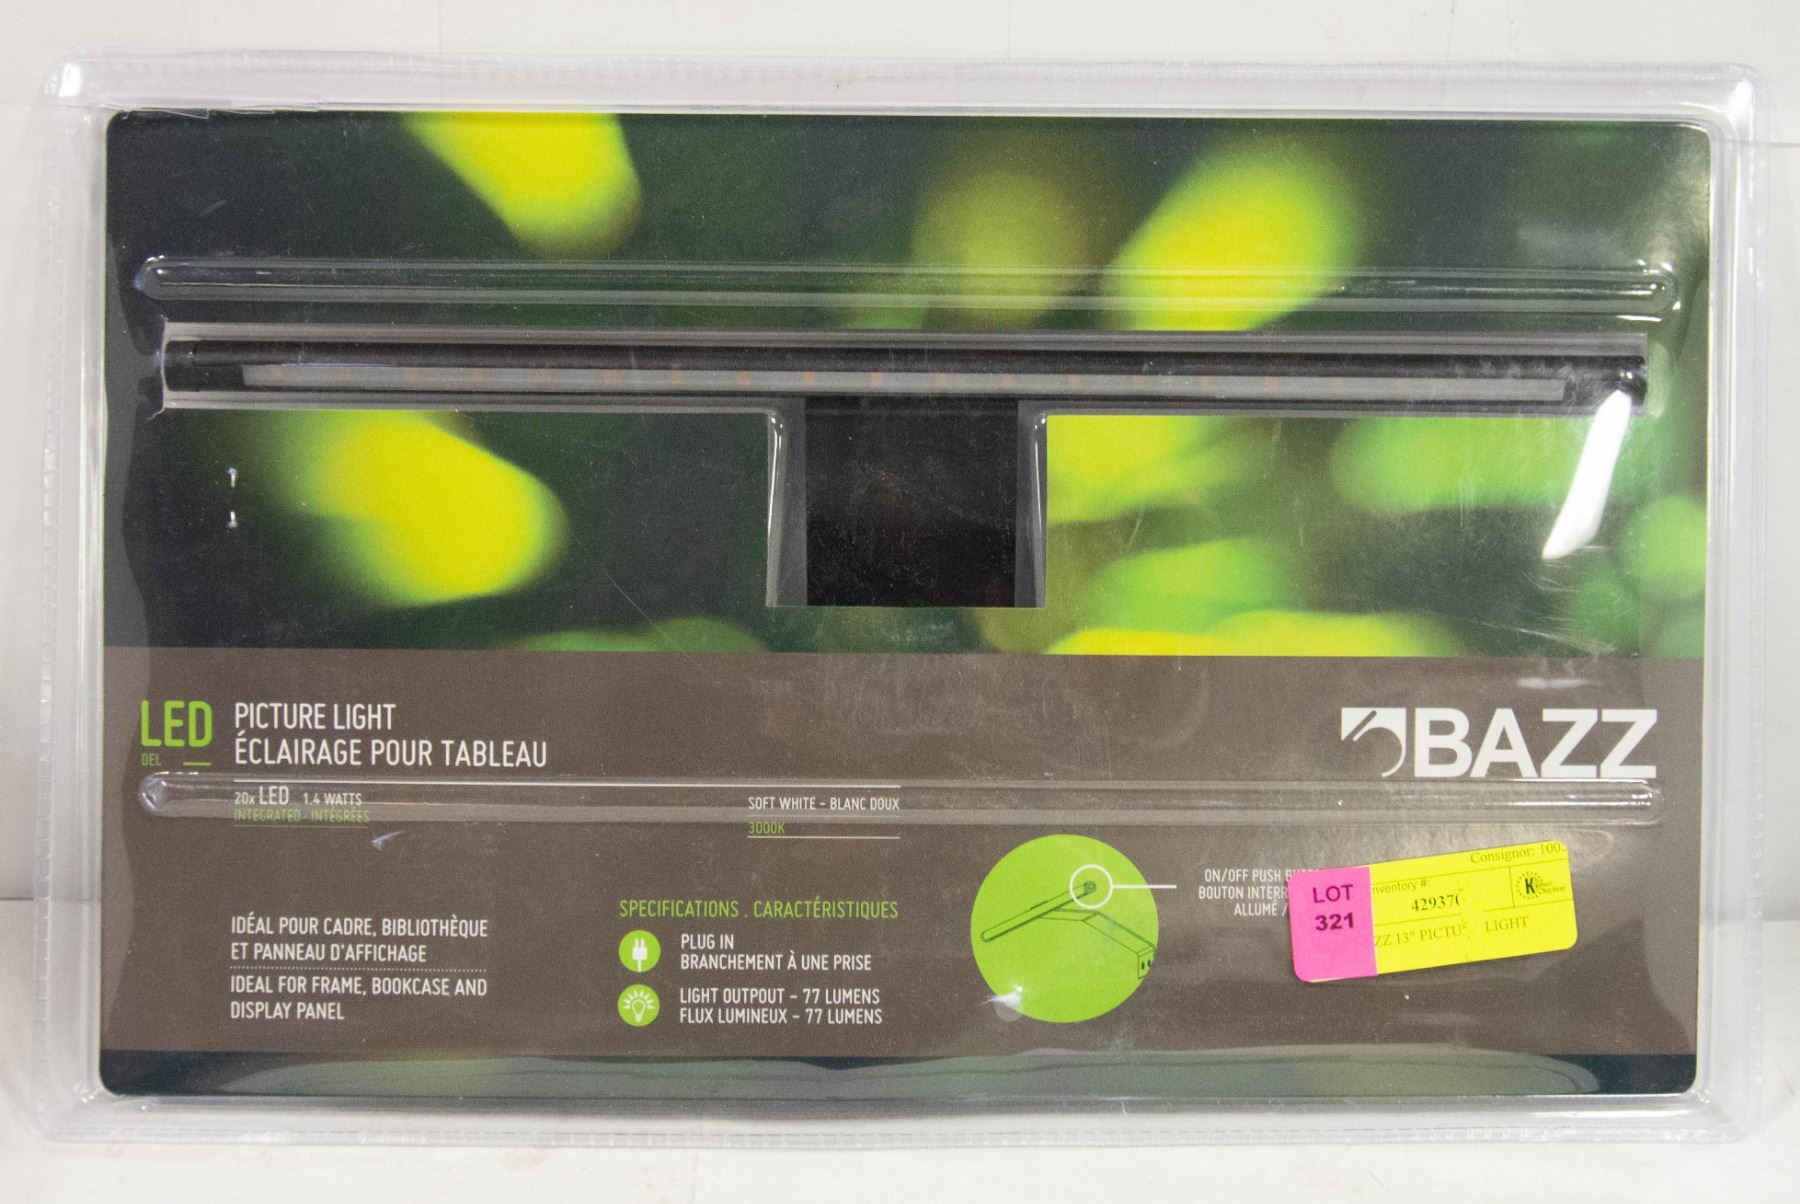 LED
DEL
PICTURE LIGHT
ÉCLAIRAGE POUR TABLEAU
BAZZ
20x LED 1.4 WATTS
INTEGRATED - INTÉGRÉES
SOFT WHITE - BLANC DOUX
3000K
IDÉAL POUR CADRE, BIBLIOTHÈQUE
ET PANNEAU D'AFFICHAGE
IDEAL FOR FRAME, BOOKCASE AND
DISPLAY PANEL
SPECIFICATIONS . CARACTÉRISTIQUES
PLUG IN
BRANCHEMENT À UNE PRISE
LIGHT OUTPOUT - 77 LUMENS
FLUX LUMINEUX - 77 LUMENS
ON/OFF PUSH
BOUTON
ALLUMÉ /
LOT
321
Consignor:
42937
13" LIGHT